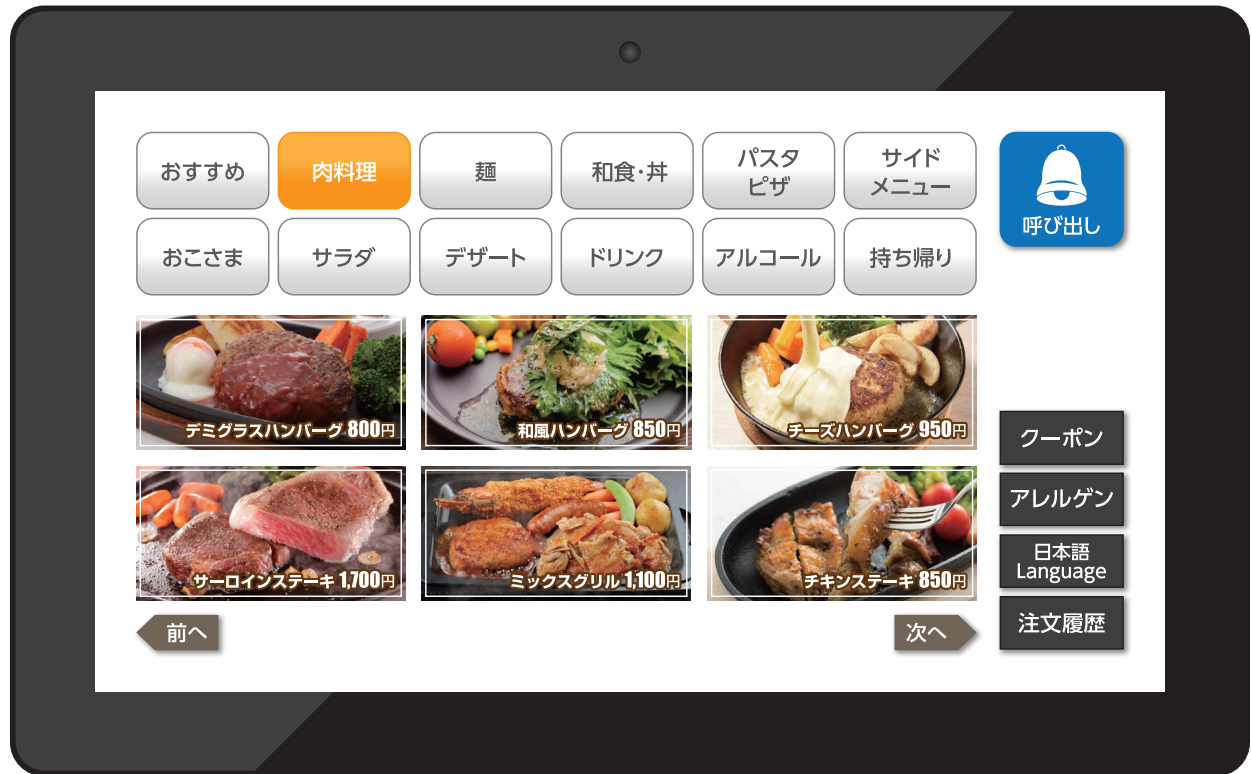 おすすめ
肉料理
麺
和食・丼
パスタ
ピザ
サイド
メニュー
呼び出し
おこさま
サラダ
デザート
ドリンク
アルコール
持ち帰り
デミグラスハンバーグ 800円
和風ハンバーグ 850円
チーズハンバーグ 950円
サーロインステーキ 1,700円
ミックスグリル 1,100円
チキンステーキ 850円
クーポン
アレルゲン
日本語
Language
注文履歴
前へ
次へ